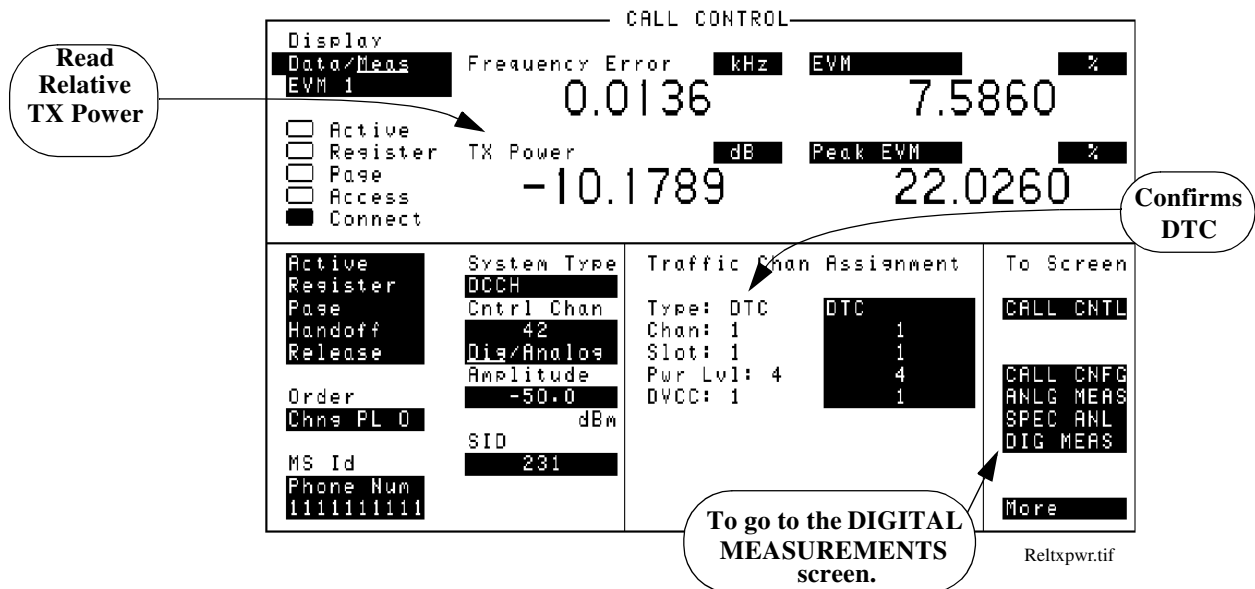 CALL CONTROL
Read
Relative
TX Power
Display
Data/Meas
EVM 1
Active
Register
Page
Access
Connect
Frequency Error kHz
0.0136
EVM %
7.5860
TX Power dB
-10.1789
Peak EVM %
22.0260
Confirms
DTC
Active
Register
Page
Handoff
Release
Order
Chng PL 0
MS Id
Phone Num
1111111111
System Type
DCCH
Cntrl Chan
42
Dig/Analog
Amplitude
-50.0
dBm
SID
231
Traffic Chan Assignment
Type: DTC DTC
Chan: 1 1
Slot: 1 1
Pwr Lvl: 4 4
DVCC: 1 1
To Screen
CALL CNTL
CALL CNFG
ANLG MEAS
SPEC ANL
DIG MEAS
More
To go to the DIGITAL
MEASUREMENTS
screen.
Reltxpwr.tif